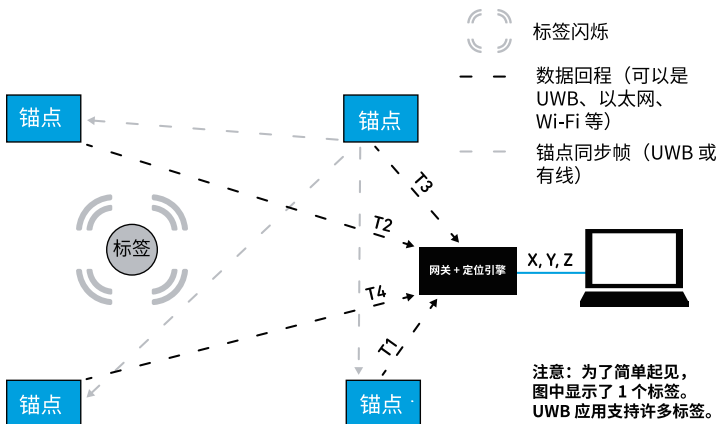 标签闪烁
数据回程（可以是
UWB、以太网、
Wi-Fi 等）
锚点同步帧（UWB 或
有线）
锚点
锚点
T3
T2
标签
网关 + 定位引擎
X, Y, Z
T4
T1
锚点
锚点
注意：为了简单起见，
图中显示了 1 个标签。
UWB 应用支持许多标签。